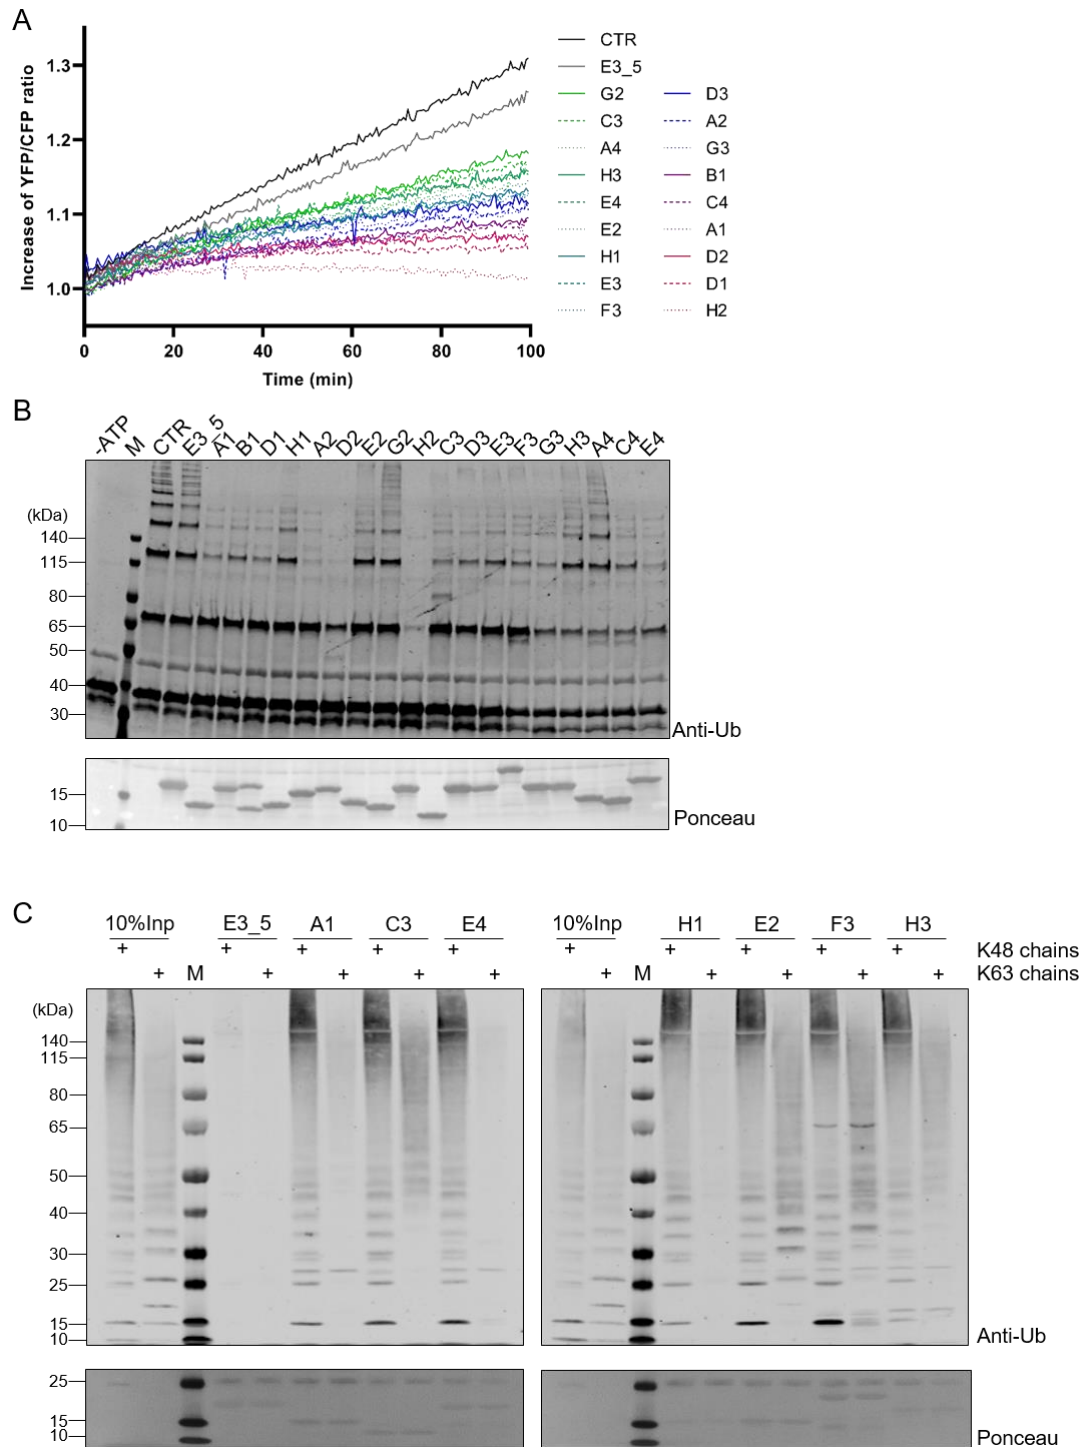 A
Increase of YFP/CFP ratio
1.3
1.2
1.1
1.0
0 20 40 60 80 100
Time (min)
CTR
E3_5
G2 D3
C3 A2
A4 G3
H3 B1
E4 C4
E2 A1
H1 D2
E3 D1
F3 H2
B
-ATP M CTR E3_5 A1 B1 D1 H1 A2 D2 E2 G2 H2 C3 D3 E3 F3 G3 H3 A4 C4 E4
(kDa)
140
115
80
65
50
40
30
Anti-Ub
15
10
Ponceau
C
10%Inp E3_5 A1 C3 E4 10%Inp H1 E2 F3 H3
+ + + + + + + + + + K48 chains
+ M + + + + + M + + + + K63 chains
(kDa)
140
115
80
65
50
40
30
25
15
10
Anti-Ub
25
15
10
Ponceau